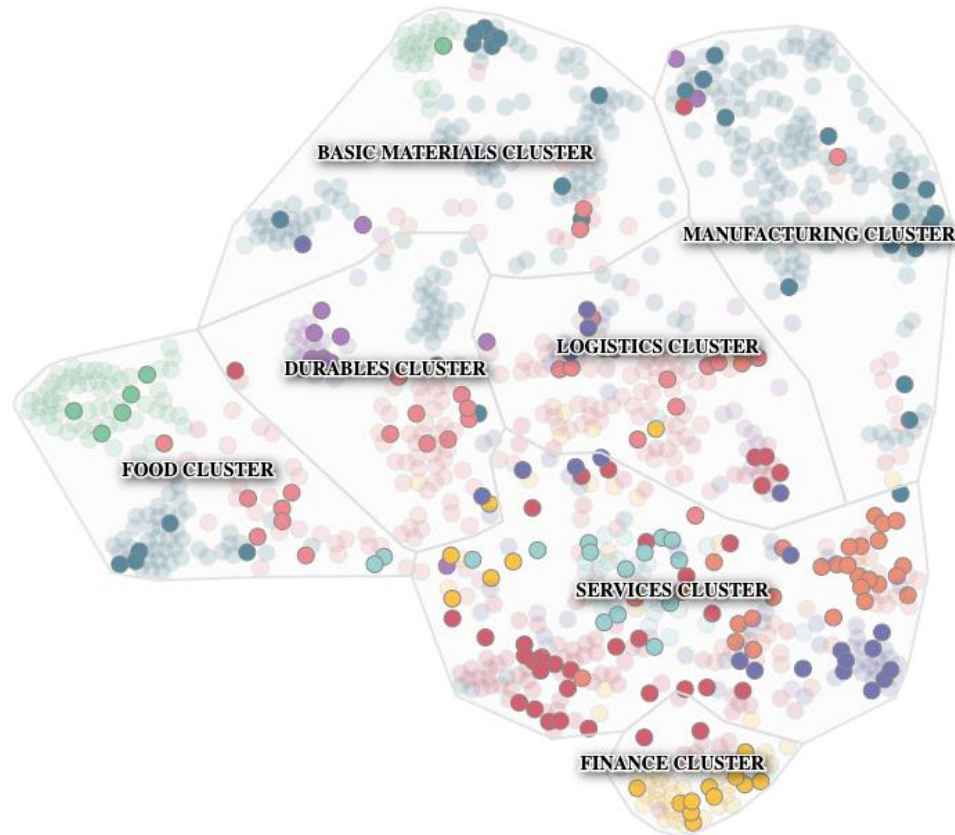 BASIC MATERIALS CLUSTER
MANUFACTURING CLUSTER
LOGISTICS CLUSTER
DURABLES CLUSTER
FOOD CLUSTER
SERVICES CLUSTER
FINANCE CLUSTER